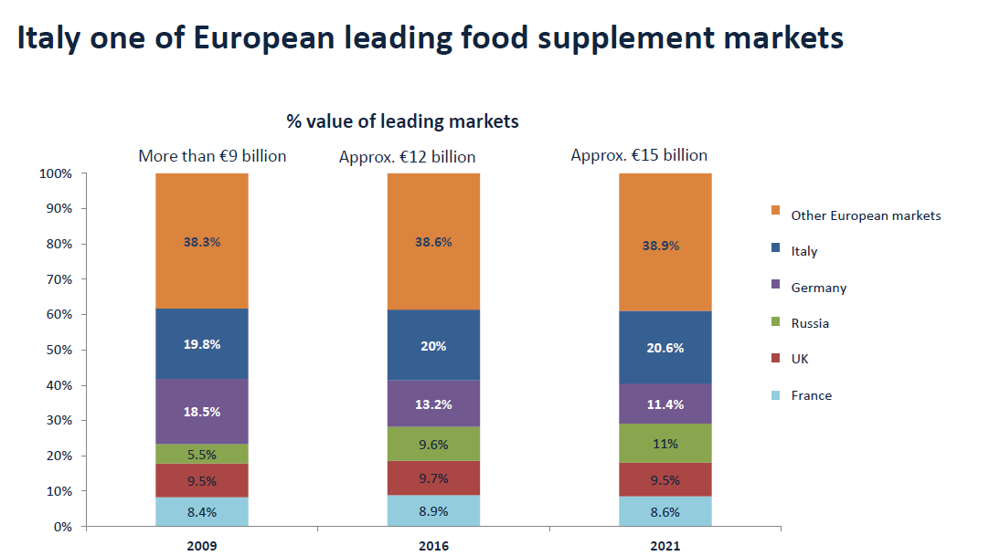 Italy one of European leading food supplement markets
% value of leading markets
More than €9 billion
Approx. €12 billion
Approx. €15 billion
100%
90%
80%
70%
60%
50%
40%
30%
20%
10%
0%
38.3%
19.8%
18.5%
5.5%
9.5%
8.4%
38.6%
20%
13.2%
9.6%
9.7%
8.9%
38.9%
20.6%
11.4%
11%
9.5%
8.6%
2009
2016
2021
Other European markets
Italy
Germany
Russia
UK
France